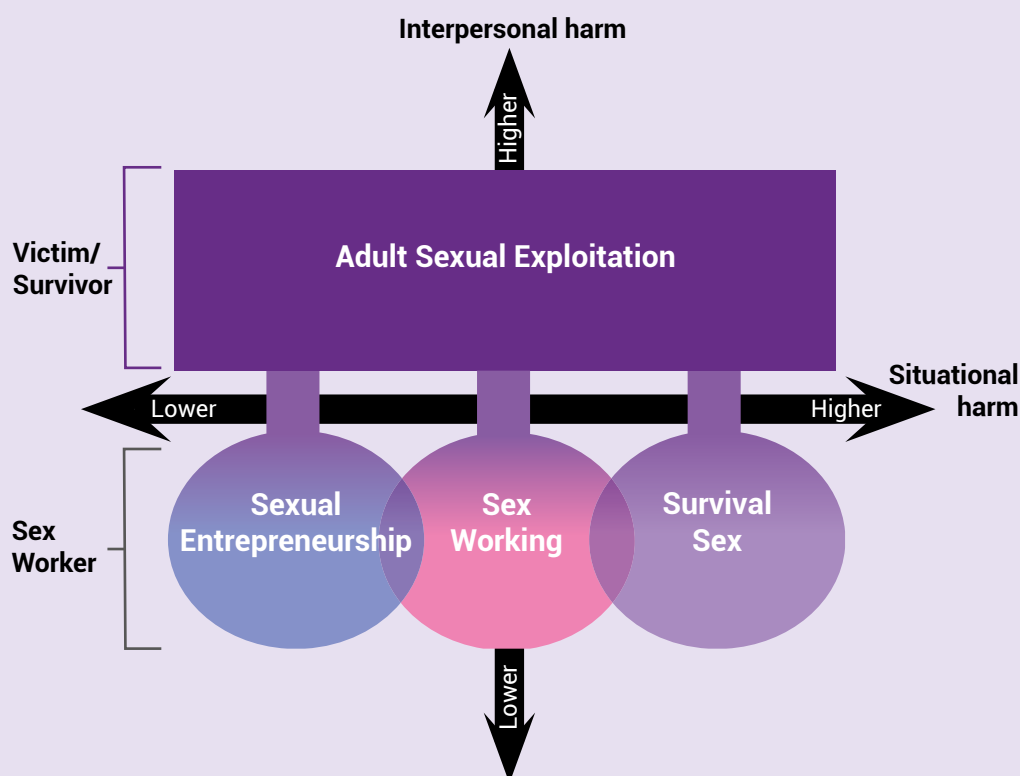 Interpersonal harm
Higher
Victim/
Survivor
Adult Sexual Exploitation
Situational
harm
Lower
Higher
Sex
Worker
Sexual
Entrepreneurship
Sex
Working
Survival
Sex
Lower